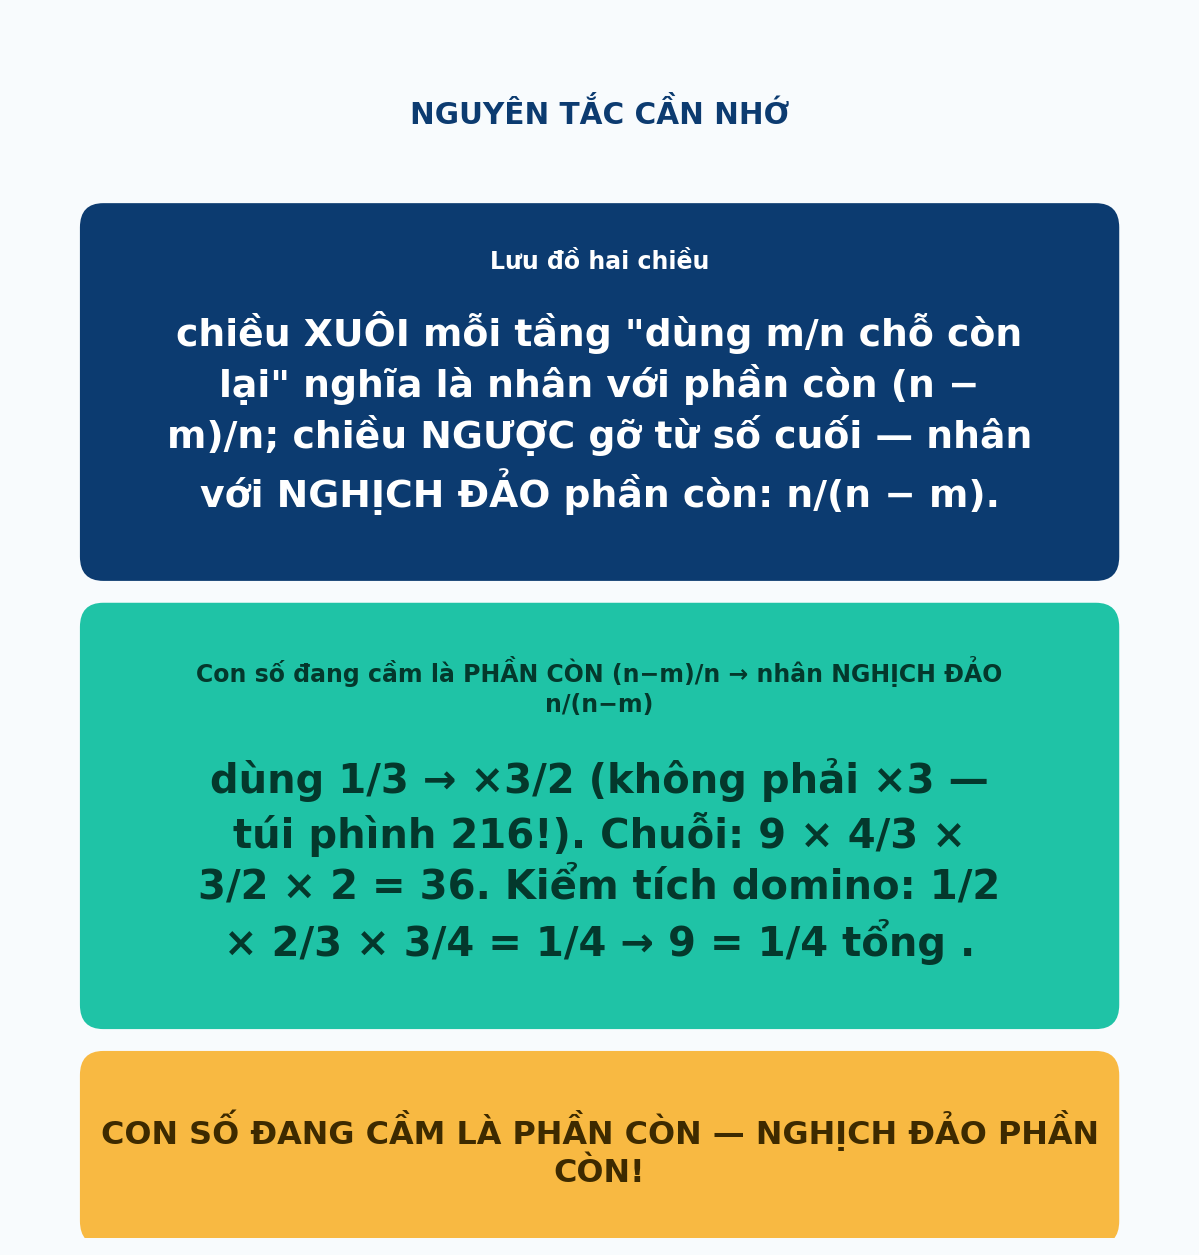 NGUYÊN TẮC CẦN NHỚ
Lưu đồ hai chiều
chiều XUÔI mỗi tầng "dùng m/n chỗ còn
lại" nghĩa là nhân với phần còn (n −
m)/n; chiều NGƯỢC gỡ từ số cuối — nhân
với NGHỊCH ĐẢO phần còn: n/(n − m).
Con số đang cầm là PHẦN CÒN (n−m)/n → nhân NGHỊCH ĐẢO
n/(n−m)
dùng 1/3 → ×3/2 (không phải ×3 —
túi phình 216!). Chuỗi: 9 × 4/3 ×
3/2 × 2 = 36. Kiểm tích domino: 1/2
× 2/3 × 3/4 = 1/4 → 9 = 1/4 tổng .
CON SỐ ĐANG CẦM LÀ PHẦN CÒN — NGHỊCH ĐẢO PHẦN
CÒN!